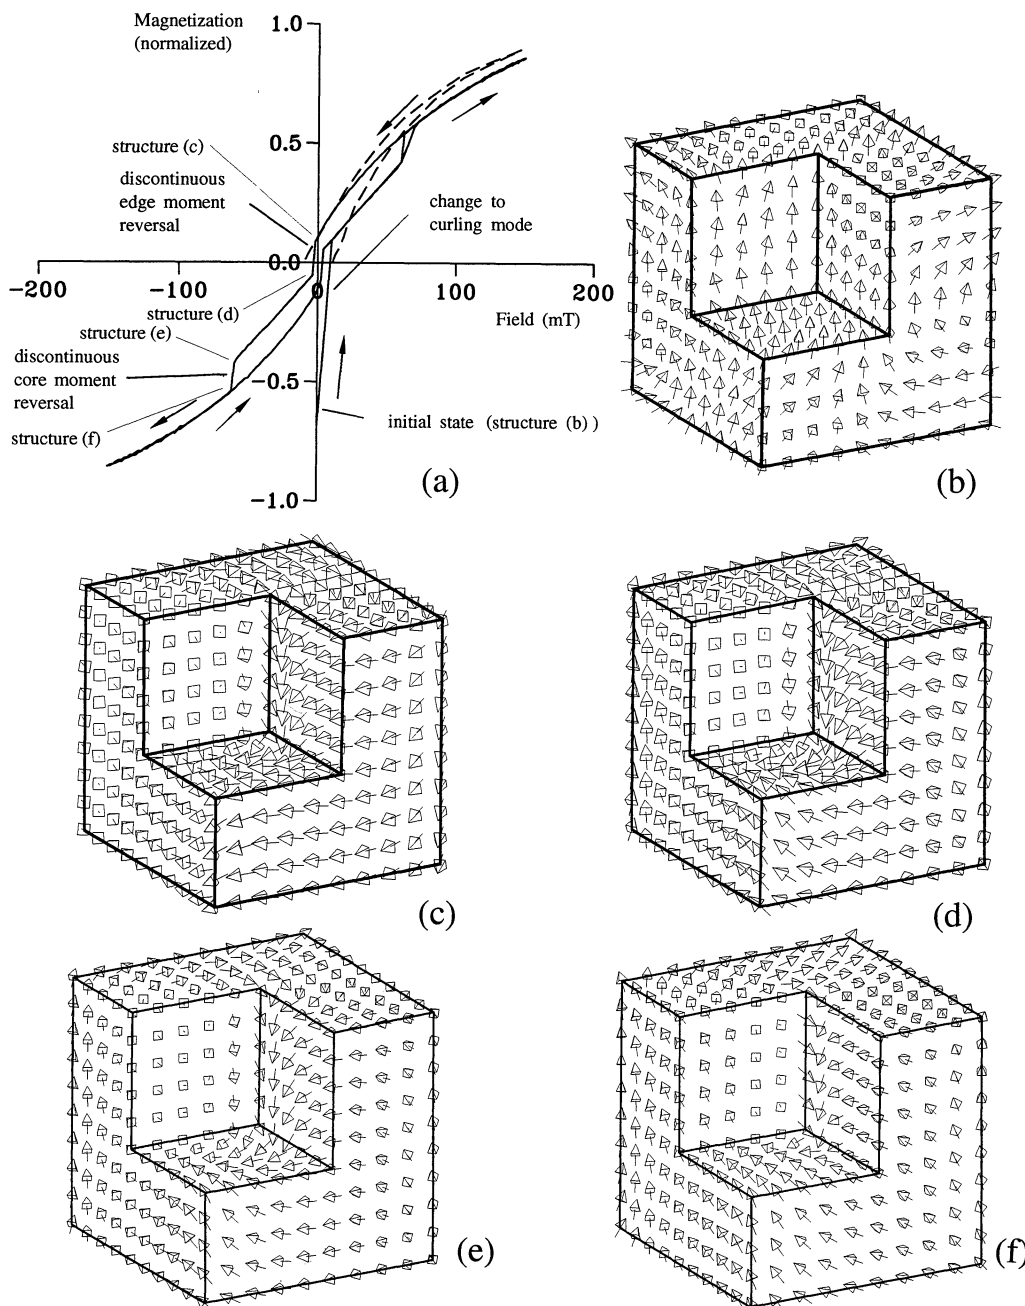 Magnetization
(normalized)
1.0
structure (c)
0.5
discontinuous
edge moment
reversal
change to
curling mode
0.0
−200
−100
0
100
200
structure (d)
Field (mT)
structure (e)
discontinuous
core moment
reversal
−0.5
structure (f)
initial state (structure (b) )
−1.0
(a)
(b)
(c)
(d)
(e)
(f)